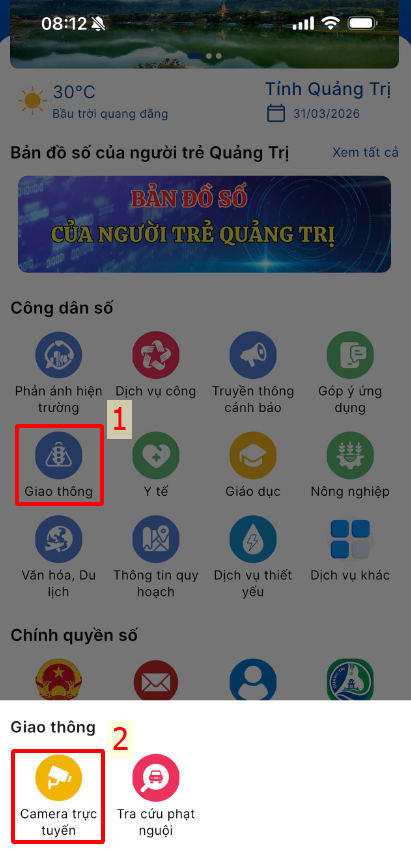 08:12
30°C
Bầu trời quang đãng
Tỉnh Quảng Trị
31/03/2026
Bản đồ số của người trẻ Quảng Trị
Xem tất cả
BẢN ĐỒ SỐ
CỦA NGƯỜI TRẺ QUẢNG TRỊ
Công dân số
Phản ánh hiện
trường
Dịch vụ công
Truyền thông
cảnh báo
Góp ý ứng
dụng
1
Giao thông
Y tế
Giáo dục
Nông nghiệp
Văn hóa, Du
lịch
Thông tin quy
hoạch
Dịch vụ thiết
yếu
Dịch vụ khác
Chính quyền số
Giao thông
2
Camera trực
tuyến
Tra cứu phạt
nguội